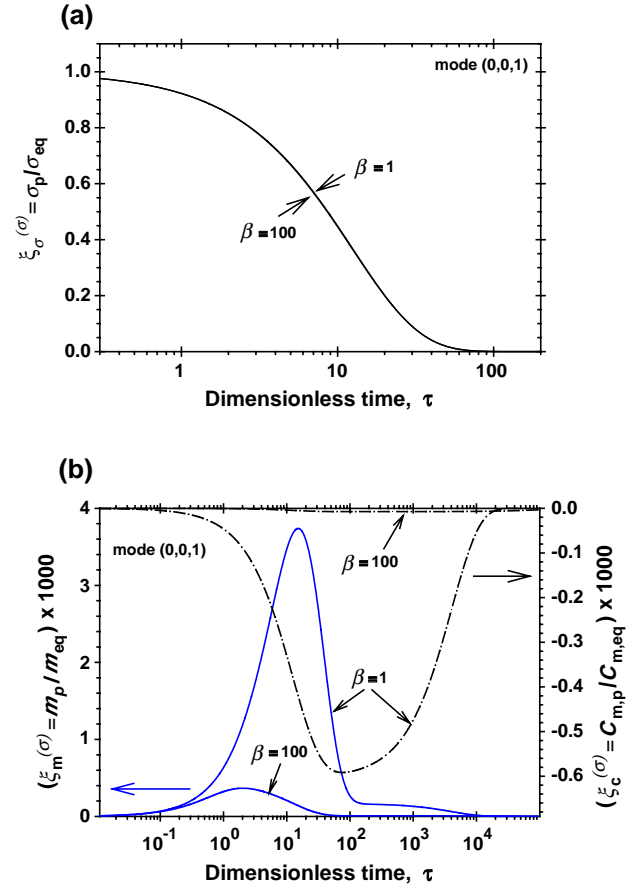 (a)
mode (0,0,1)
1.0
0.8
0.6
0.4
0.2
0.0
ξσ(σ) = σp/σeq
β=1
β=100
1 10 100
Dimensionless time, τ
(b)
4
3
2
1
0
(ξm(σ) = mp/meq) x 1000
mode (0,0,1)
β=100
β=1
β=100
0.0
-0.1
-0.2
-0.3
-0.4
-0.5
-0.6
(ξc(σ) = Cm,p/Cm,eq) x 1000
10-1 100 101 102 103 104
Dimensionless time, τ